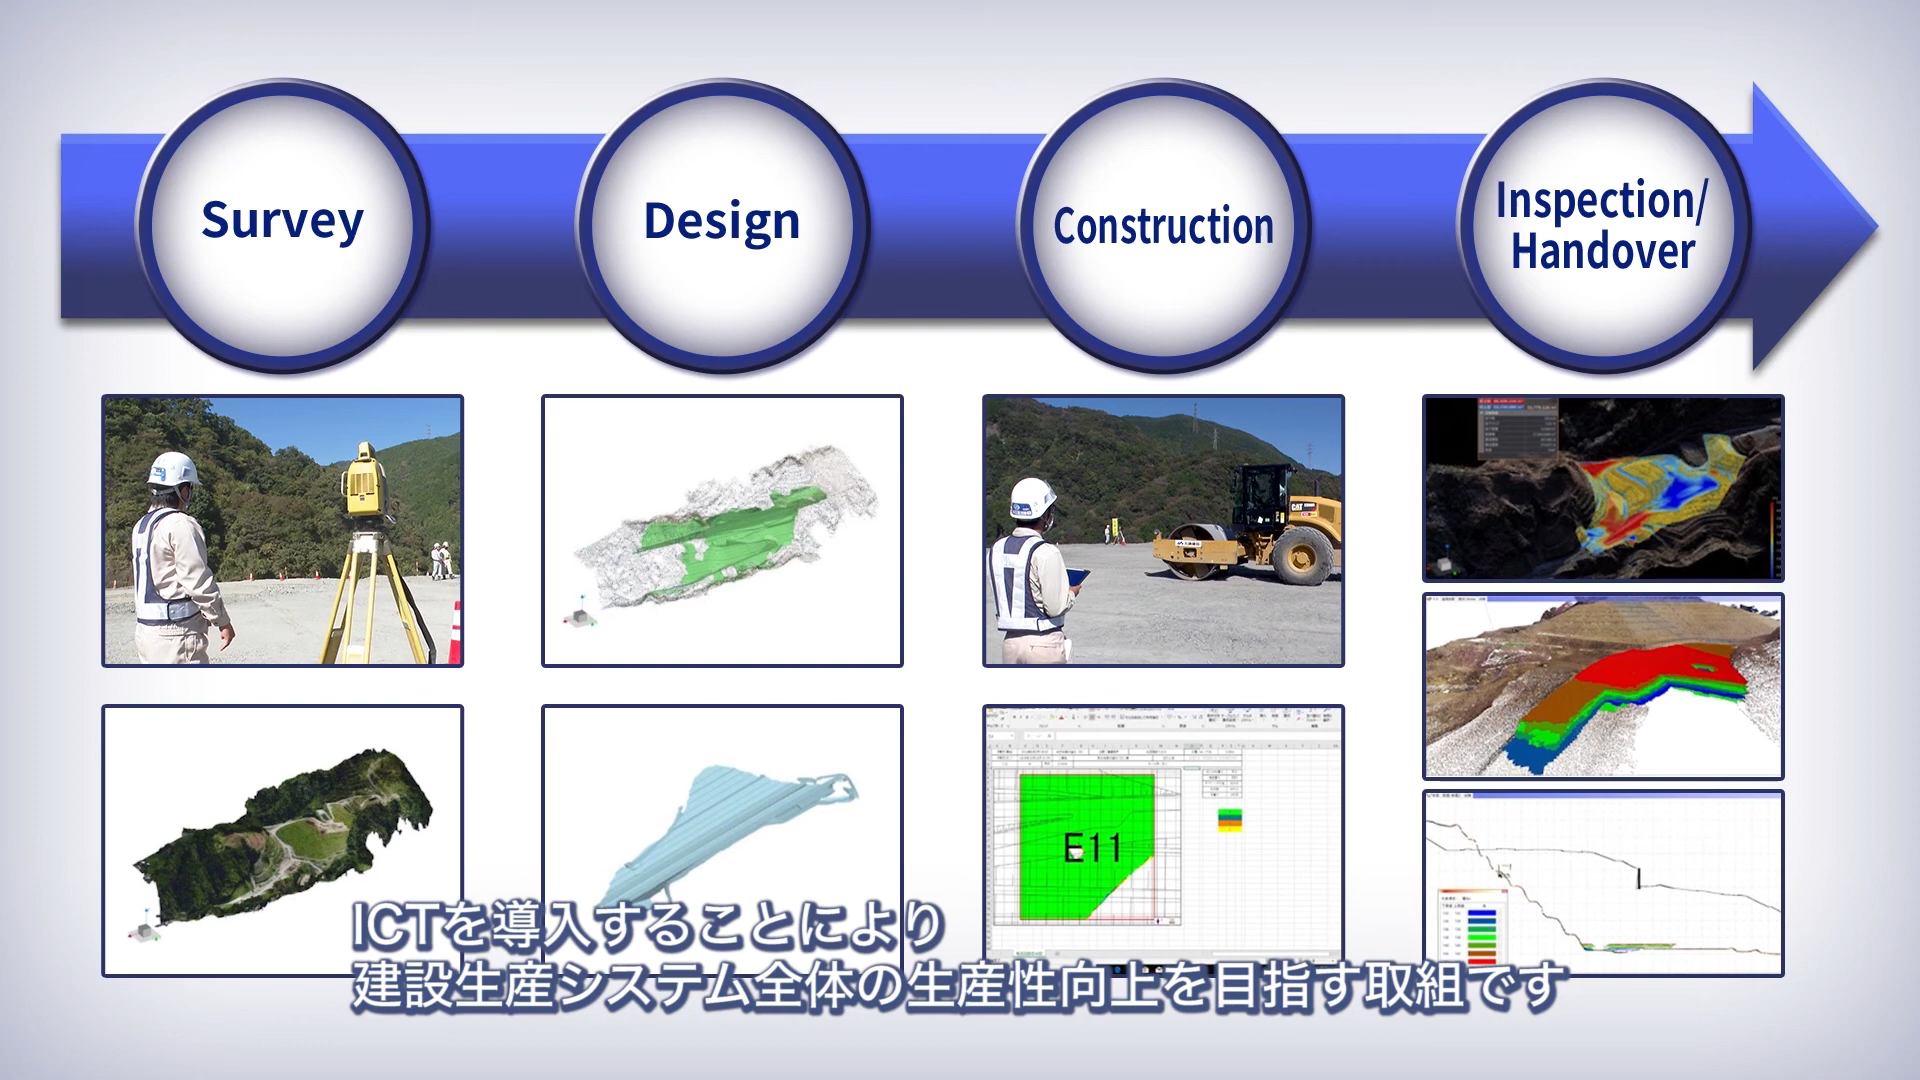 Survey
Design
Construction
Inspection/
Handover
CAT
E11
ICTを導入することにより
建設生産システム全体の生産性向上を目指す取組です